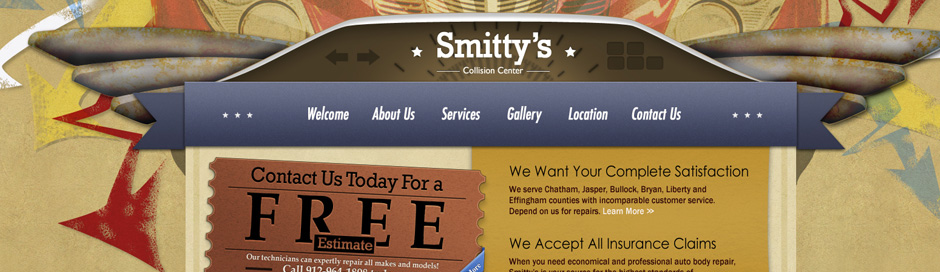 Smitty's
Collision Center
Welcome About Us Services Gallery Location Contact Us
Contact Us Today For a
FREE
Estimate
Our technicians can expertly repair all makes and models!
Call 912-964-
We Want Your Complete Satisfaction
We serve Chatham, Jasper, Bullock, Bryan, Liberty and
Effingham counties with incomparable customer service.
Depend on us for repairs. Learn More >>
We Accept All Insurance Claims
When you need economical and professional auto body repair,
Smitty's is your source for the highest standards of